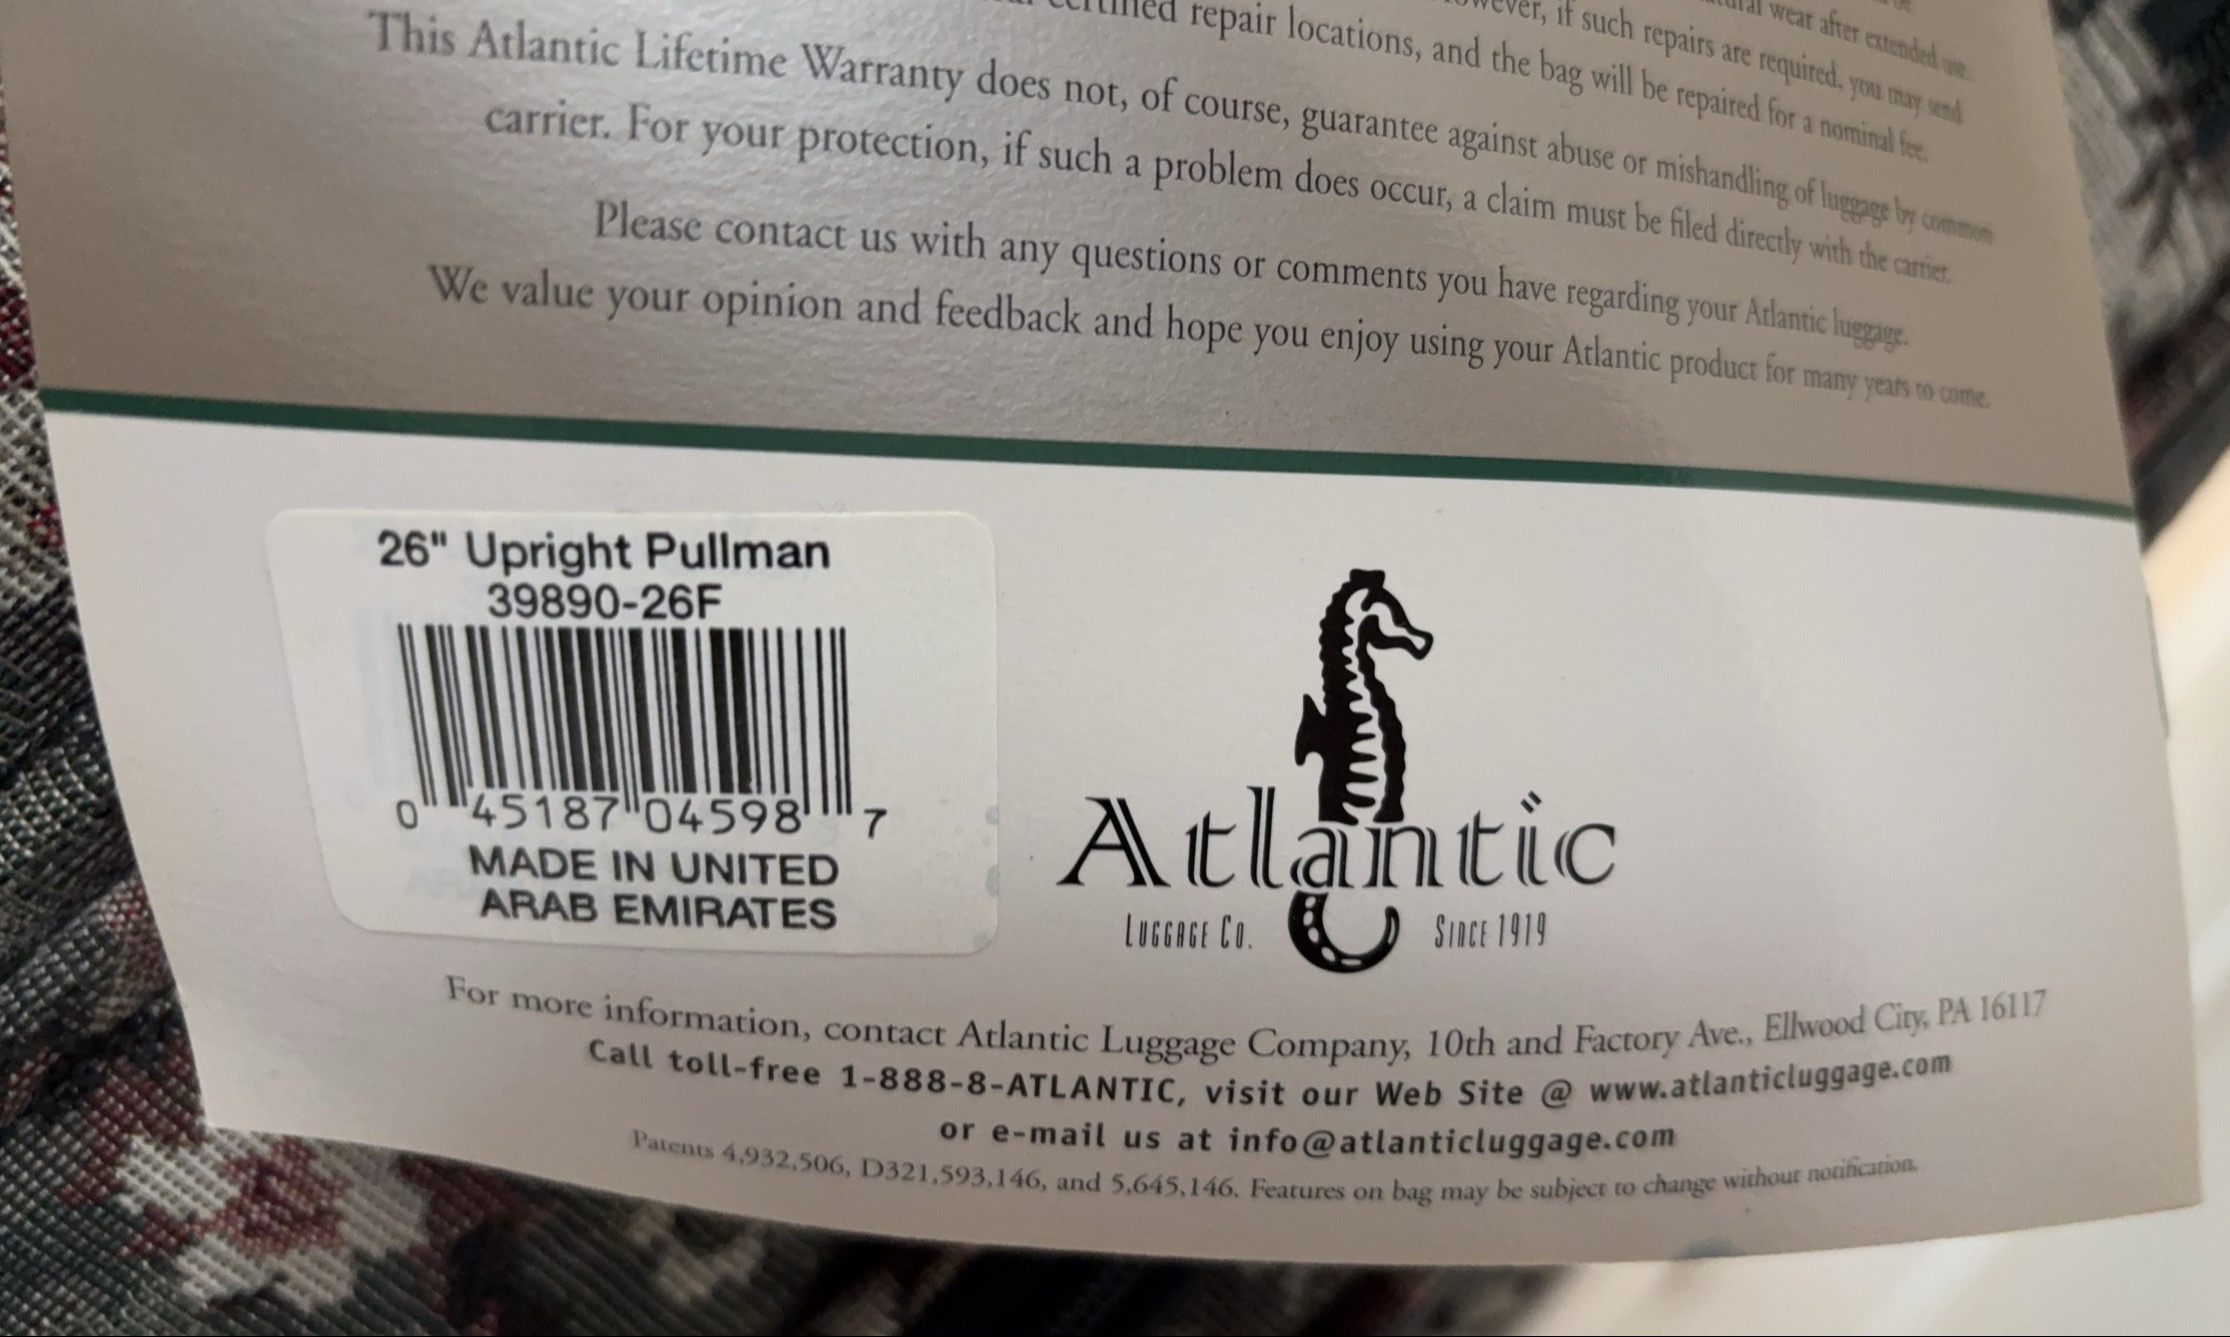 natural wear after extended use.
However, if such repairs are required, you may send
certified repair locations, and the bag will be repaired for a nominal fee.
This Atlantic Lifetime Warranty does not, of course, guarantee against abuse or mishandling of luggage by common
carrier. For your protection, if such a problem does occur, a claim must be filed directly with the carrier.
Please contact us with any questions or comments you have regarding your Atlantic luggage.
We value your opinion and feedback and hope you enjoy using your Atlantic product for many years to come.
26" Upright Pullman
39890-26F
0 45187 04598 7
MADE IN UNITED
ARAB EMIRATES
Atlantic
LUGGAGE CO. SINCE 1919
For more information, contact Atlantic Luggage Company, 10th and Factory Ave., Ellwood City, PA 16117
Call toll-free 1-888-8-ATLANTIC, visit our Web Site @ www.atlanticluggage.com
or e-mail us at info@atlanticluggage.com
Patents 4,932,506, D321,593,146, and 5,645,146. Features on bag may be subject to change without notification.